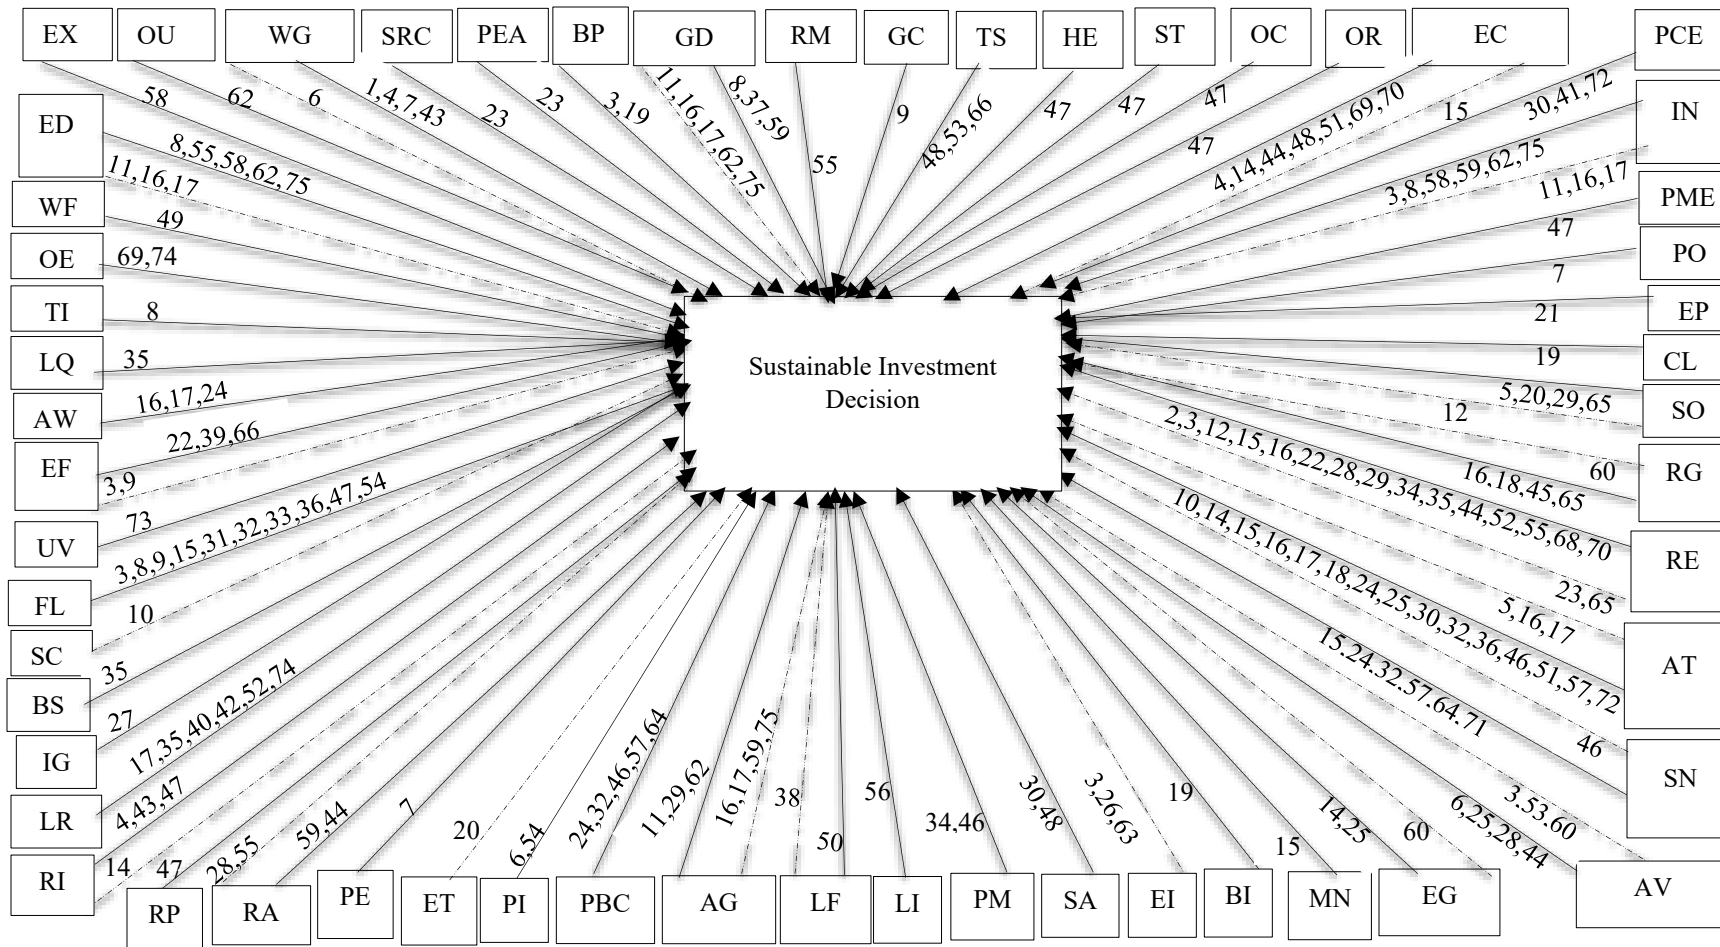 EX
OU
WG
SRC
PEA
BP
GD
RM
GC
TS
HE
ST
OC
OR
EC
PCE
58
62
6
1,4,7,43
23
23
3,19
11,16,17,62,75
8,37,59
55
9
48,53,66
47
47
47
47
4,14,44,48,51,69,70
15
30,41,72
ED
8,55,58,62,75
11,16,17
3,8,58,59,62,75
11,16,17
IN
WF
49
47
PME
OE
69,74
7
PO
TI
8
21
EP
LQ
35
19
CL
AW
16,17,24
5,20,29,65
12
SO
EF
22,39,66
3,9
16.18,45,65
60
RG
UV
73
2,3,12,15,16,22,28,29,34,35,44,52,55,68,70
23,65
RE
FL
3,8,9,15,31,32,33,36,47,54
SC
10
5,16,17
10,14,15,16,17,18,24,25,30,32,36,46,51,57,72
AT
BS
35
IG
27
46
15.24.32.57.64.71
SN
LR
17,35,40,42,52,74
RI
4,43,47
14
Sustainable Investment
Decision
47
28,55
59,44
7
20
6,54
24,32,46,57,64
11,29,62
16,17,59,75
38
50
56
34,46
30,48
3,26,63
19
15
14,25
60
6,25,28,44
3.53.60
RP
RA
PE
ET
PI
PBC
AG
LF
LI
PM
SA
EI
BI
MN
EG
AV